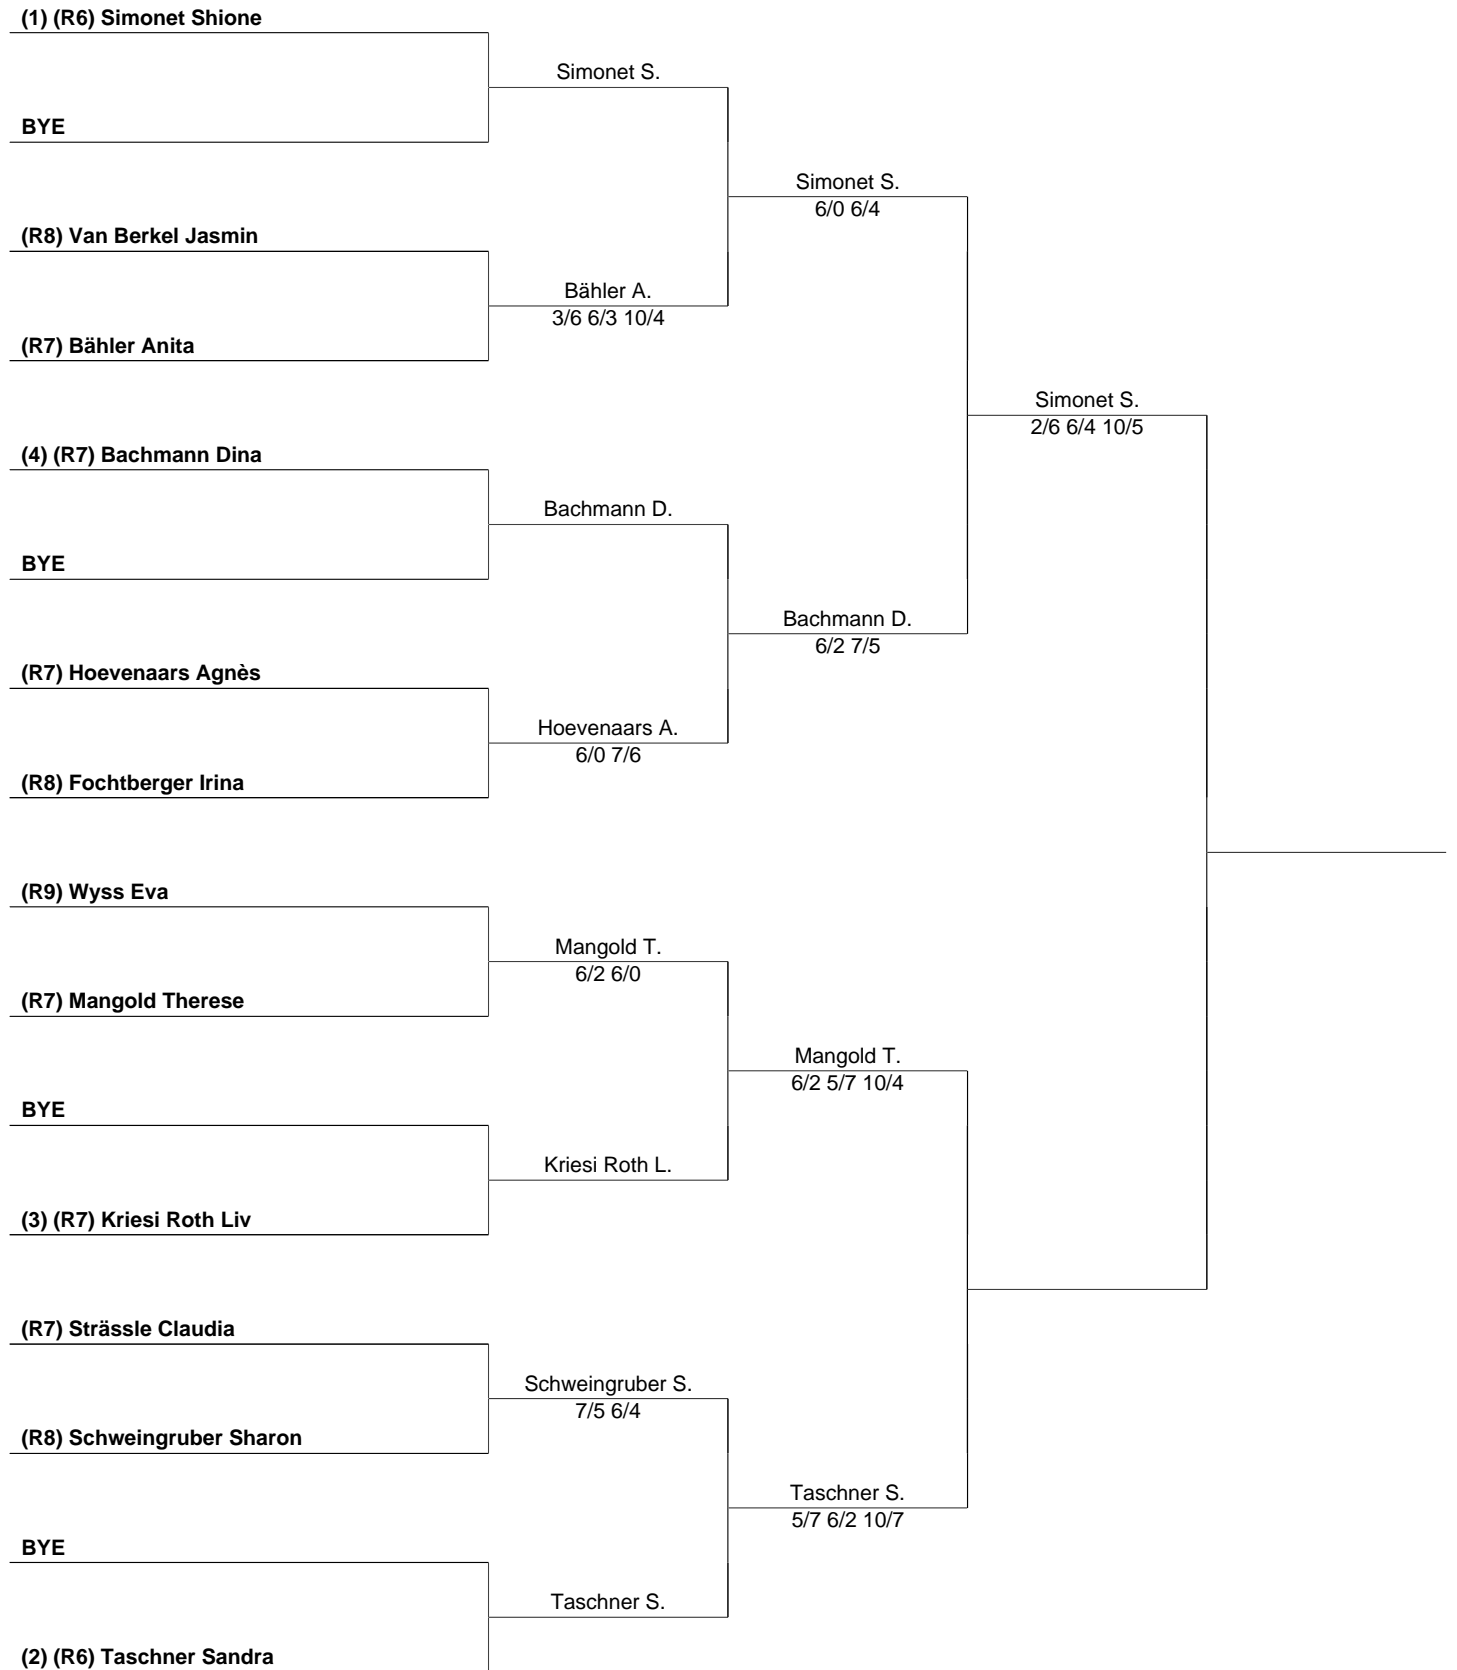 (1) (R6) Simonet Shione
Simonet S.
BYE
Simonet S.
6/0 6/4
(R8) Van Berkel Jasmin
Bähler A.
3/6 6/3 10/4
(R7) Bähler Anita
Simonet S.
2/6 6/4 10/5
(4) (R7) Bachmann Dina
Bachmann D.
BYE
Bachmann D.
6/2 7/5
(R7) Hoevenaars Agnès
Hoevenaars A.
6/0 7/6
(R8) Fochtberger Irina
(R9) Wyss Eva
Mangold T.
6/2 6/0
(R7) Mangold Therese
Mangold T.
6/2 5/7 10/4
BYE
Kriesi Roth L.
(3) (R7) Kriesi Roth Liv
(R7) Strässle Claudia
Schweingruber S.
7/5 6/4
(R8) Schweingruber Sharon
Taschner S.
5/7 6/2 10/7
BYE
Taschner S.
(2) (R6) Taschner Sandra